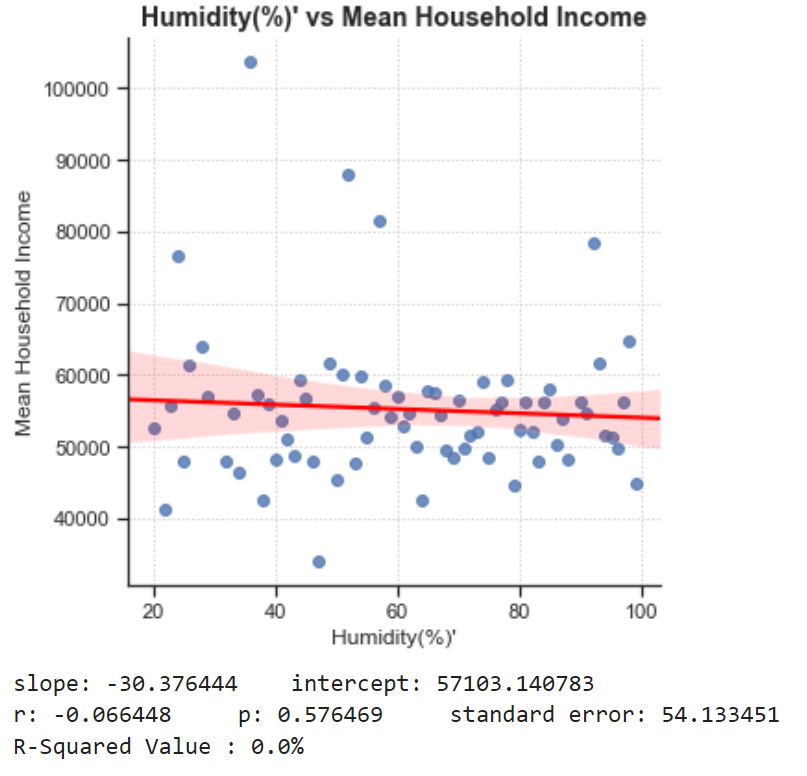 Humidity(%)' vs Mean Household Income
100000
90000
80000
70000
60000
50000
40000
Mean Household Income
20 40 60 80 100
Humidity(%)'
slope: -30.376444 intercept: 57103.140783
r: -0.066448 p: 0.576469 standard error: 54.133451
R-Squared Value : 0.0%